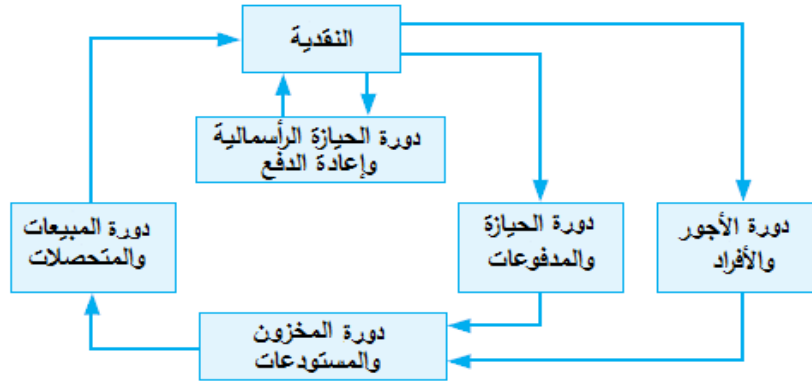 النقدية
دورة الحيازة الرأسمالية
وإعادة الدفع
دورة الأجور
والأفراد
دورة الحيازة
والمدفوعات
دورة المبيعات
والمتحصلات
دورة المخزون
والمستودعات